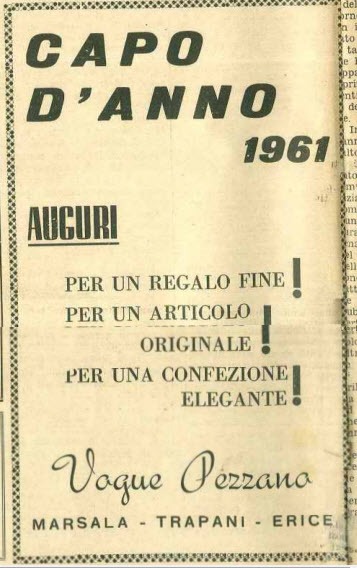 CAPO
D'ANNO
1961
AUGURI
PER UN REGALO FINE!
PER UN ARTICOLO
ORIGINALE!
PER UNA CONFEZIONE
ELEGANTE!
Vogue Pezzano
MARSALA - TRAPANI - ERICE